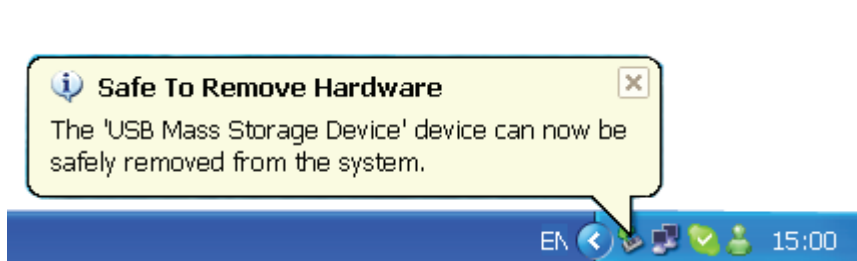 Safe To Remove Hardware
The 'USB Mass Storage Device' device can now be
safely removed from the system.
EN 15:00